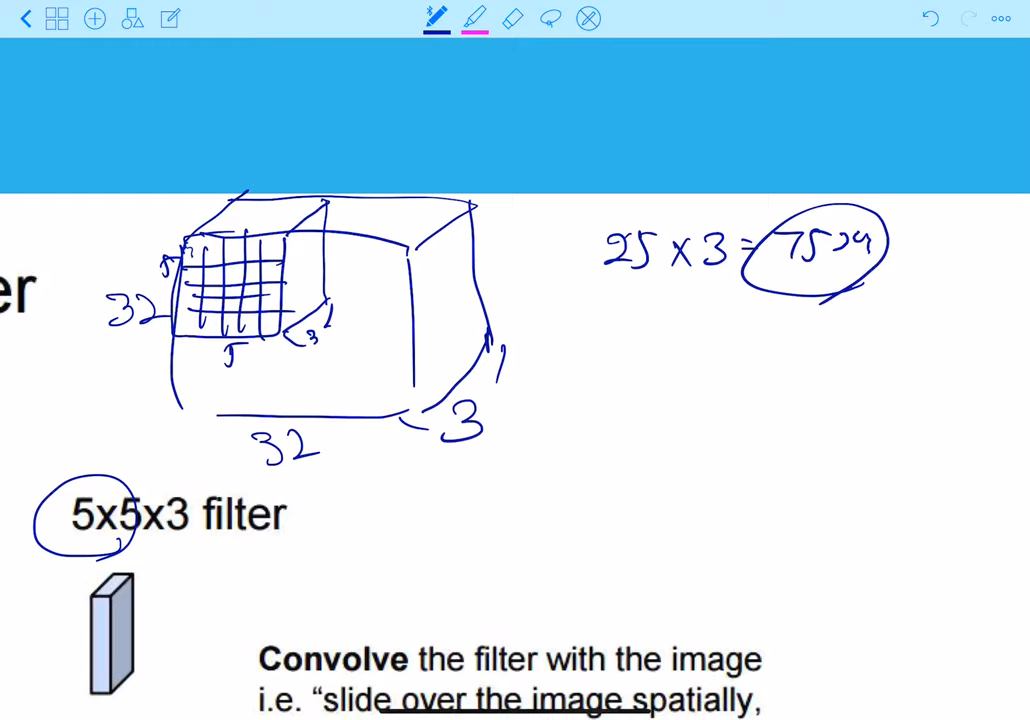 25 x 3 = 75
er
5
32
5
3
3
32
5x5x3 filter
Convolve the filter with the image
i.e. “slide over the image spatially,